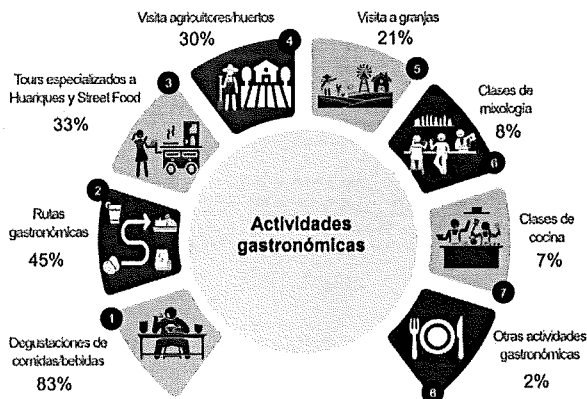 Visita agricultores/huertos
30%
4
Visita a granjas
21%
5
Tours especializados a
Huariques y Street Food
33%
3
Clases de
mixología
8%
6
2
Rutas
gastronómicas
45%
Actividades
gastronómicas
Clases de
cocina
7%
7
1
Degustaciones de
comidas/bebidas
83%
Otras actividades
gastronómicas
2%
8